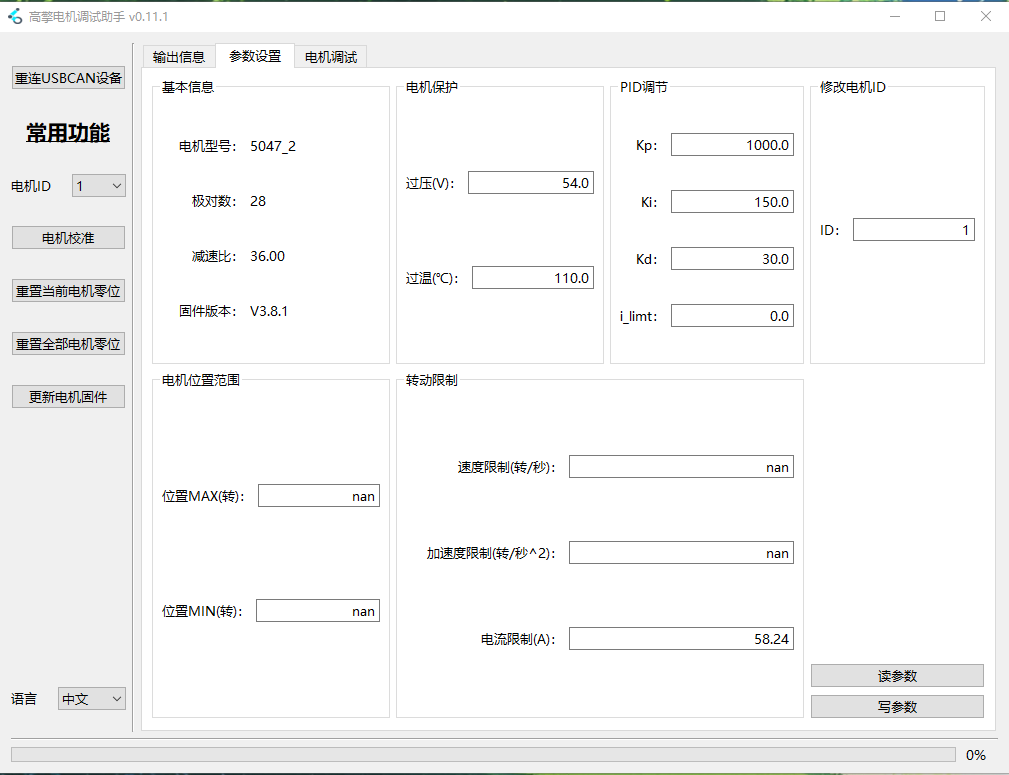 高擎电机调试助手 v0.11.1
重连USBCAN设备
常用功能
电机ID 1
电机校准
重置当前电机零位
重置全部电机零位
更新电机固件
语言 中文
输出信息 参数设置 电机调试
基本信息
电机型号: 5047_2
极对数: 28
减速比: 36.00
固件版本: V3.8.1
电机保护
过压(V): 54.0
过温(℃): 110.0
PID调节
Kp: 1000.0
Ki: 150.0
Kd: 30.0
i_limt: 0.0
修改电机ID
ID: 1
电机位置范围
位置MAX(转): nan
位置MIN(转): nan
转动限制
速度限制(转/秒): nan
加速度限制(转/秒^2): nan
电流限制(A): 58.24
读参数
写参数
0%